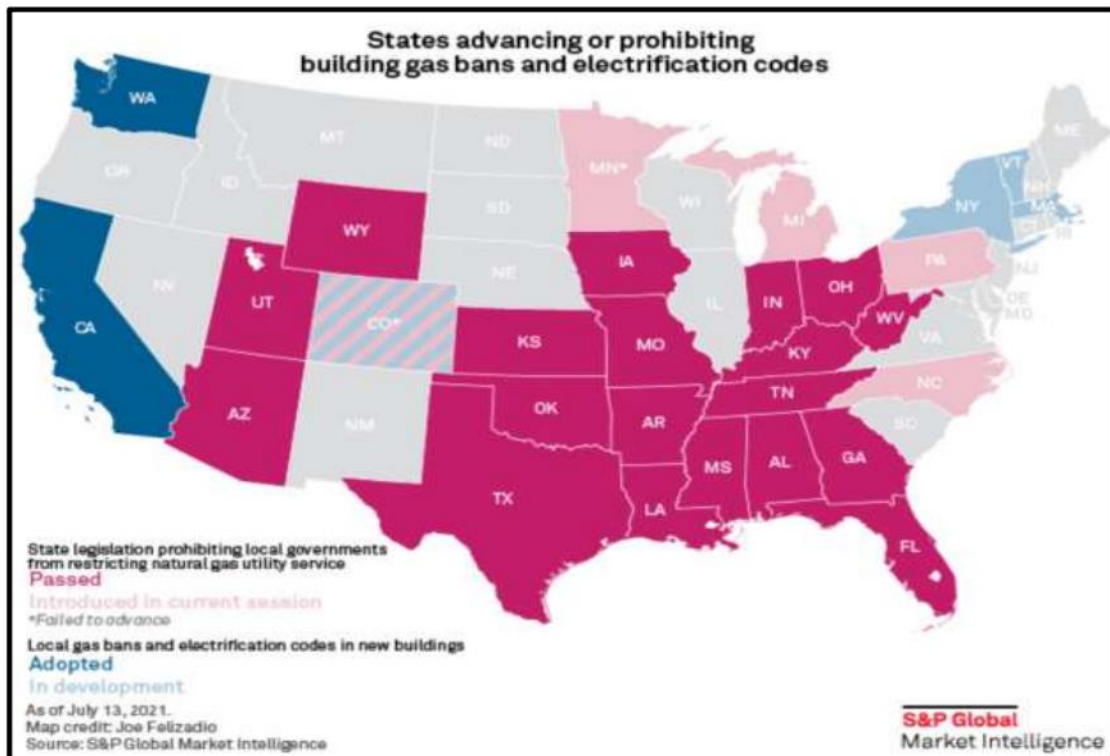 States advancing or prohibiting
building gas bans and electrification codes
WA
MT
ND
MN*
ME
VT
OR
ID
SD
WI
MI
NY
NH
MA
RI
WY
IA
PA
NJ
NV
NE
IL
IN
OH
DE
MD
UT
CO*
WV
VA
CA
KS
MO
KY
NC
TN
AZ
NM
OK
AR
SC
MS
AL
GA
TX
LA
FL
State legislation prohibiting local governments
from restricting natural gas utility service
Passed
Introduced in current session
*Failed to advance
Local gas bans and electrification codes in new buildings
Adopted
In development
As of July 13, 2021.
Map credit: Joe Felizadio
Source: S&P Global Market Intelligence
S&P Global
Market Intelligence